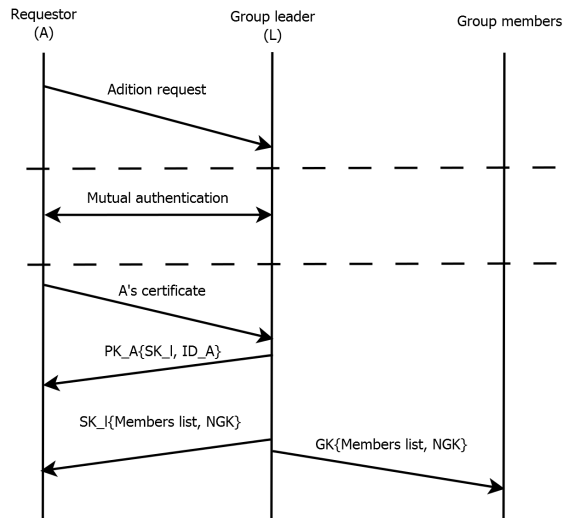 Requestor
(A)
Group leader
(L)
Group members
Adition request
Mutual authentication
A's certificate
PK_A{SK_l, ID_A}
SK_l{Members list, NGK}
GK{Members list, NGK}